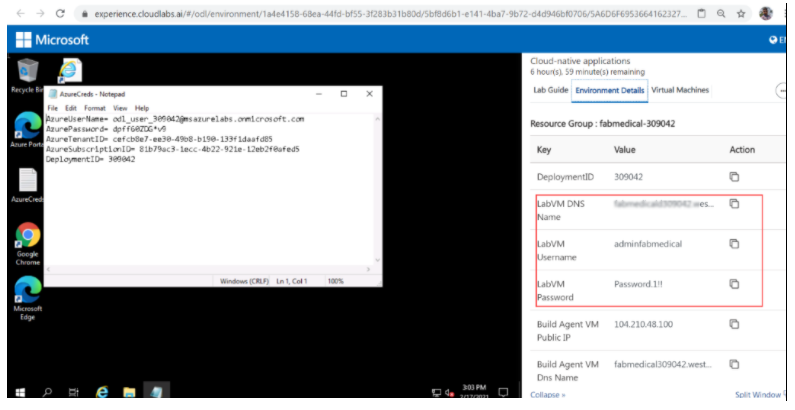 experience.cloudlabs.ai/#/odl/environment/1a4e4158-68ea-44fd-bf55-3f283b31b80d/5bf8d6b1-e141-4ba7-9b72-d4d946bf0706/5A6D6F6953664162327...
Microsoft
Cloud-native applications
6 hour(s), 59 minute(s) remaining
Lab Guide Environment Details Virtual Machines
Resource Group : fabmedical-309042
Key Value Action
DeploymentID 309042
LabVM DNS
Name
LabVM adminfabmedical
Username
LabVM Password.1!!
Password
Build Agent VM 104.210.48.100
Public IP
Build Agent VM fabmedical309042.west...
Dns Name
Collapse »
Split Window
Recycle Bin
Azure Porta
AzureCreds
Google
Chrome
Microsoft
Edge
AzureCreds - Notepad
File Edit Format View Help
AzureUserName= odl_user_309042@msazurelabs.onmicrosoft.com
AzurePassword= dpff60ZDG*v9
AzureTenantID= cefcb8e7-ee30-49b8-b190-133f1daafd85
AzureSubscriptionID= 81b79ac3-1ecc-4b22-921e-12eb2f0afed5
DeploymentID= 309042
Windows (CRLF) Ln 1, Col 1 100%
3:03 PM